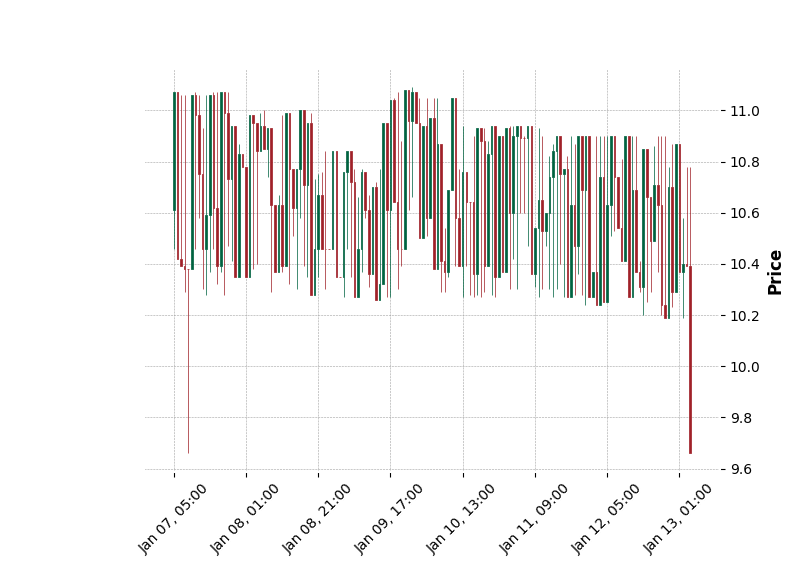 11.0
10.8
10.6
10.4
10.2
10.0
9.8
9.6
Price
Jan 07, 05:00
Jan 08, 01:00
Jan 08, 21:00
Jan 09, 17:00
Jan 10, 13:00
Jan 11, 09:00
Jan 12, 05:00
Jan 13, 01:00